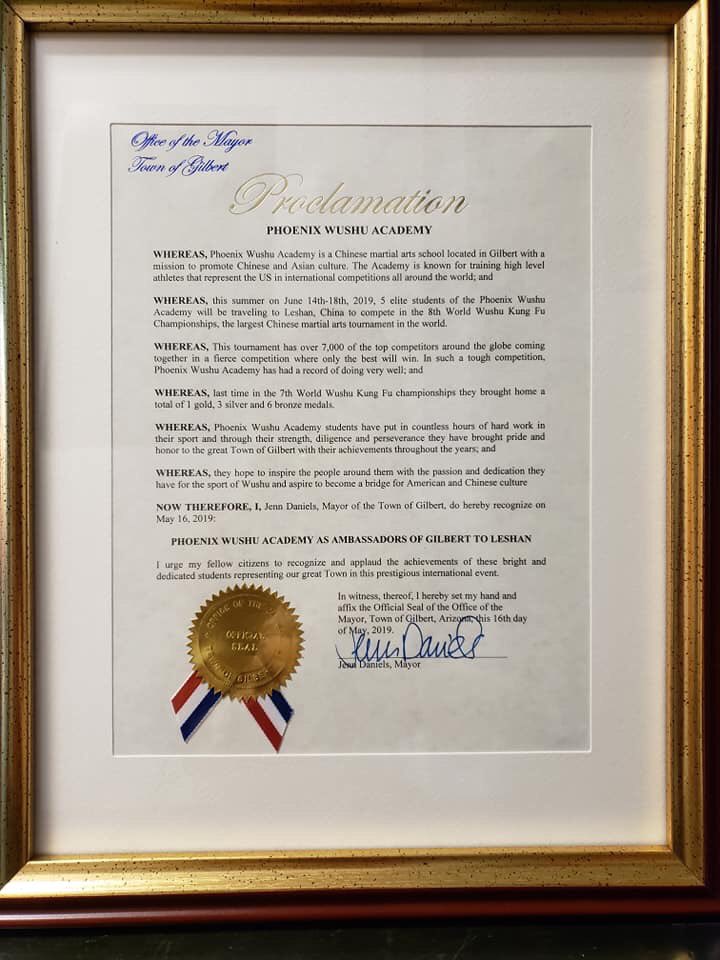 Office of the Mayor
Town of Gilbert
Proclamation
PHOENIX WUSHU ACADEMY
WHEREAS, Phoenix Wushu Academy is a Chinese martial arts school located in Gilbert with a
mission to promote Chinese and Asian culture. The Academy is known for training high level
athletes that represent the US in international competitions all around the world; and
WHEREAS, this summer on June 14th-18th, 2019, 5 elite students of the Phoenix Wushu
Academy will be traveling to Leshan, China to compete in the 8th World Wushu Kung Fu
Championships, the largest Chinese martial arts tournament in the world.
WHEREAS, This tournament has over 7,000 of the top competitors around the globe coming
together in a fierce competition where only the best will win. In such a tough competition,
Phoenix Wushu Academy has had a record of doing very well; and
WHEREAS, last time in the 7th World Wushu Kung Fu championships they brought home a
total of 1 gold, 3 silver and 6 bronze medals.
WHEREAS, Phoenix Wushu Academy students have put in countless hours of hard work in
their sport and through their strength, diligence and perseverance they have brought pride and
honor to the great Town of Gilbert with their achievements throughout the years; and
WHEREAS, they hope to inspire the people around them with the passion and dedication they
have for the sport of Wushu and aspire to become a bridge for American and Chinese culture
NOW THEREFORE, I, Jenn Daniels, Mayor of the Town of Gilbert, do hereby recognize on
May 16, 2019:
PHOENIX WUSHU ACADEMY AS AMBASSADORS OF GILBERT TO LESHAN
I urge my fellow citizens to recognize and applaud the achievements of these bright and
dedicated students representing our great Town in this prestigious international event.
In witness, thereof, I hereby set my hand and
affix the Official Seal of the Office of the
Mayor, Town of Gilbert, Arizona, this 16th day
of May, 2019.
Jenn Daniels
Jenn Daniels, Mayor
OFFICE OF THE
OFFICIAL
SEAL
OF GILBERT